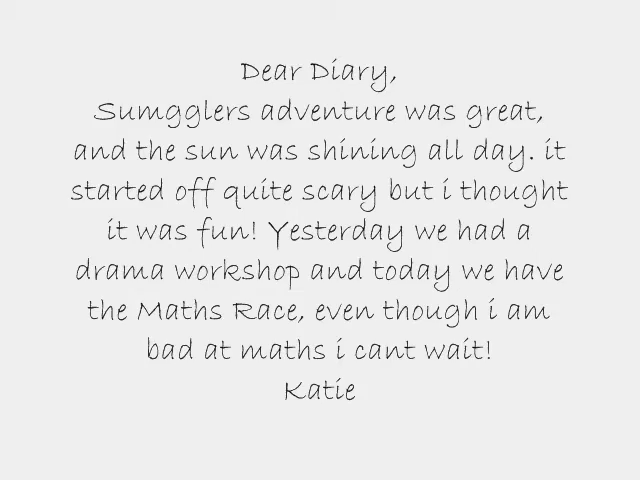 Dear Diary,
Sumgglers adventure was great,
and the sun was shining all day. it
started off quite scary but i thought
it was fun! Yesterday we had a
drama workshop and today we have
the Maths Race, even though i am
bad at maths i cant wait!
Katie